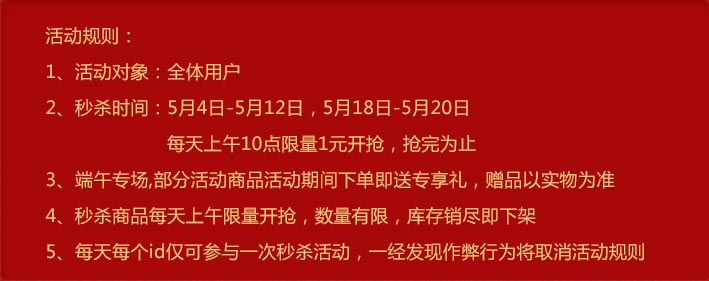 活动规则：
1、活动对象：全体用户
2、秒杀时间：5月4日-5月12日，5月18日-5月20日
每天上午10点限量1元开抢，抢完为止
3、端午专场,部分活动商品活动期间下单即送专享礼，赠品以实物为准
4、秒杀商品每天上午限量开抢，数量有限，库存销尽即下架
5、每天每个id仅可参与一次秒杀活动，一经发现作弊行为将取消活动规则